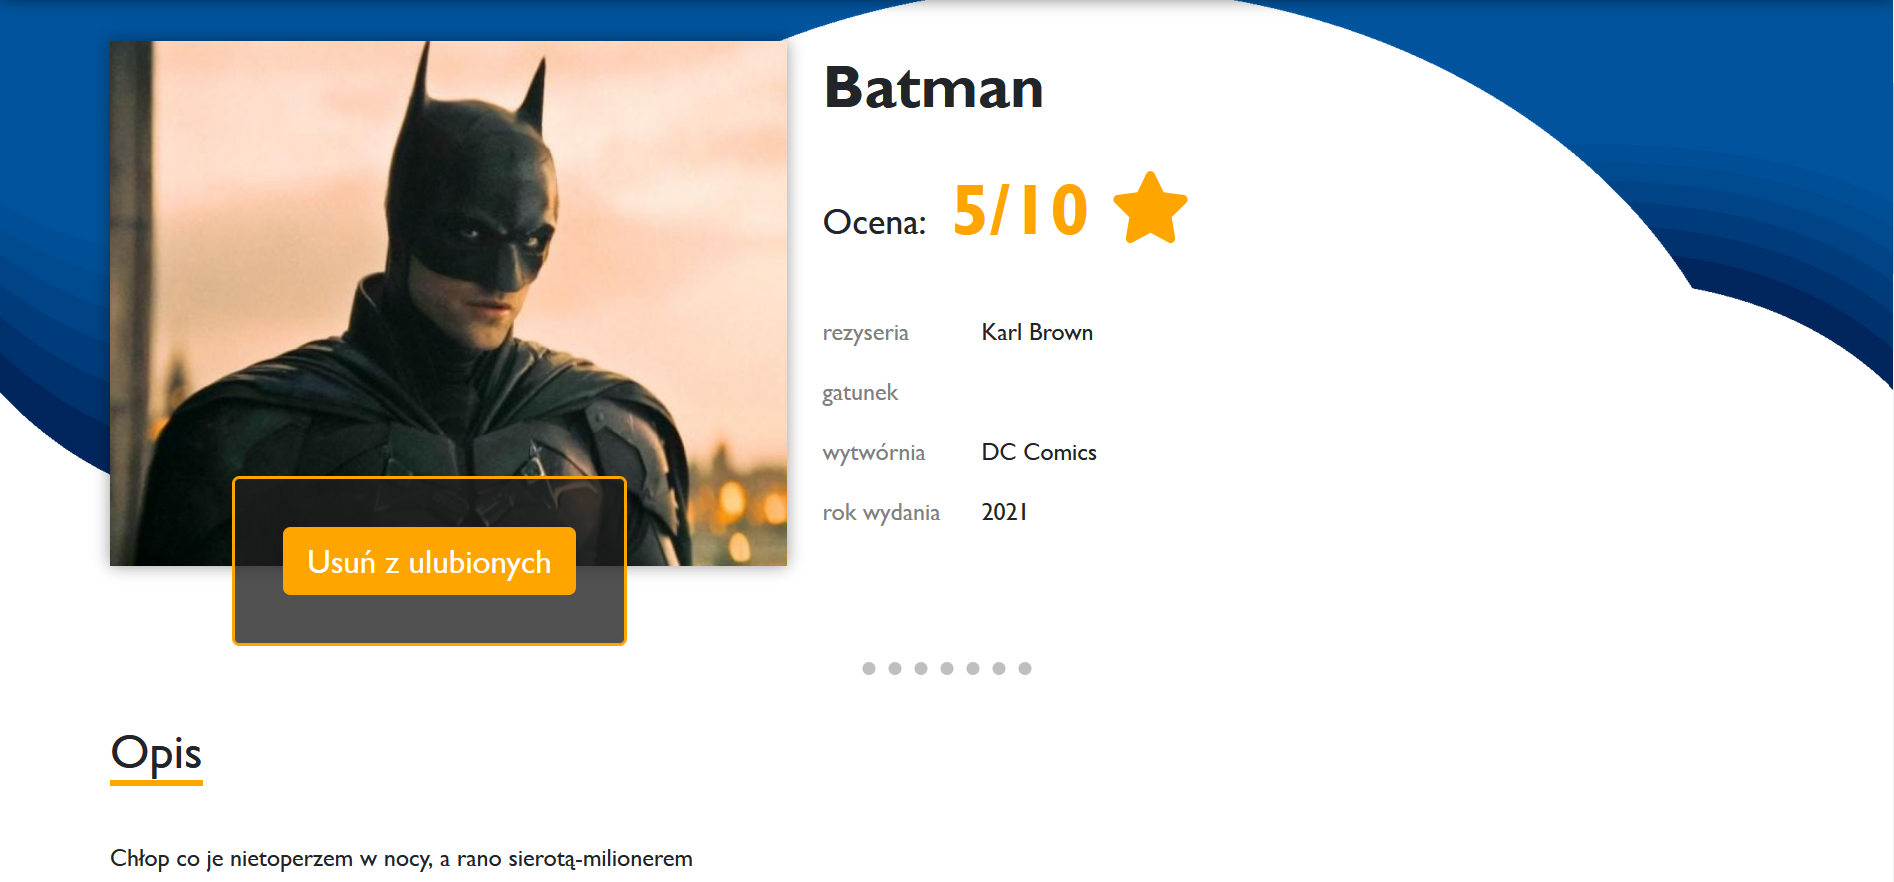 Batman
Ocena: 5/10
rezyseria Karl Brown
gatunek
wytwórnia DC Comics
rok wydania 2021
Usuń z ulubionych
Opis
Chłop co je nietoperzem w nocy, a rano sierotą-milionerem